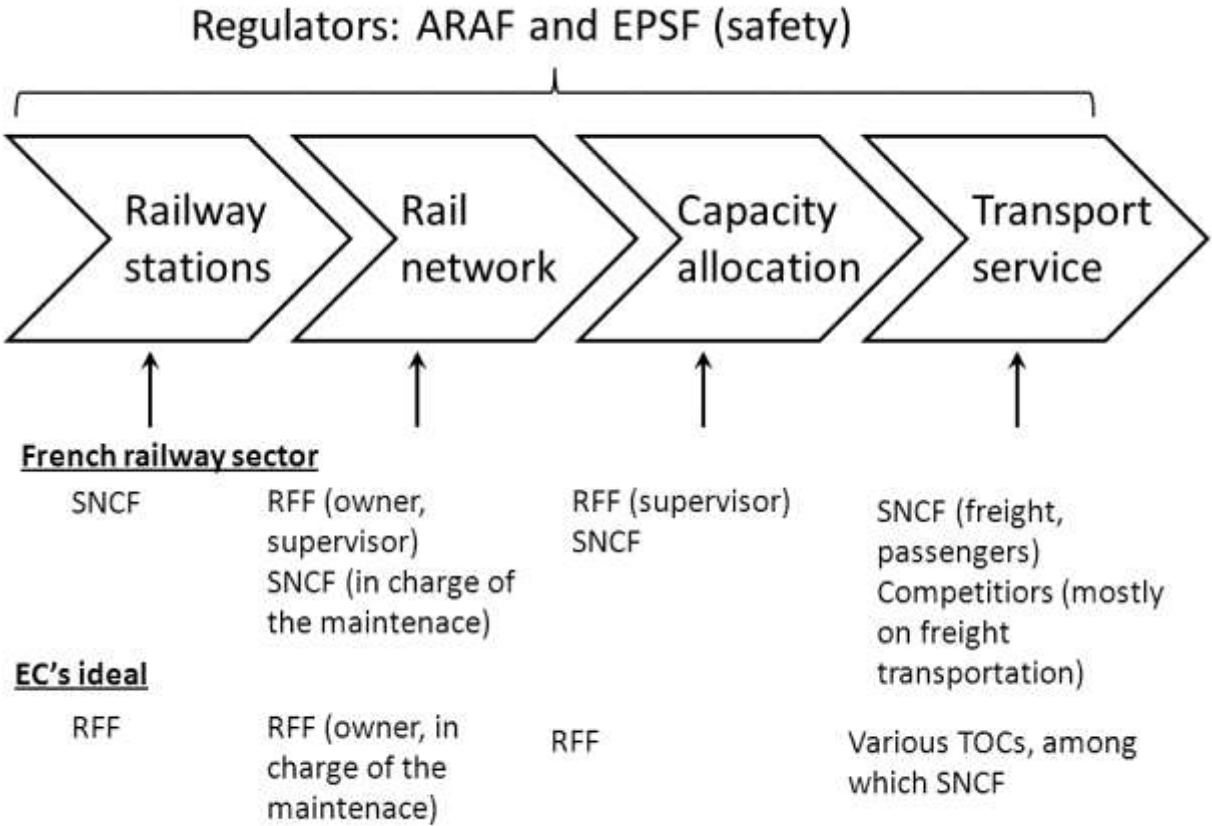 Regulators: ARAF and EPSF (safety)
Railway
stations
Rail
network
Capacity
allocation
Transport
service
French railway sector
SNCF
RFF (owner,
supervisor)
SNCF (in charge of
the maintenace)
RFF (supervisor)
SNCF
SNCF (freight,
passengers)
Competitiors (mostly
on freight
transportation)
EC's ideal
RFF
RFF (owner, in
charge of the
maintenace)
RFF
Various TOCs, among
which SNCF